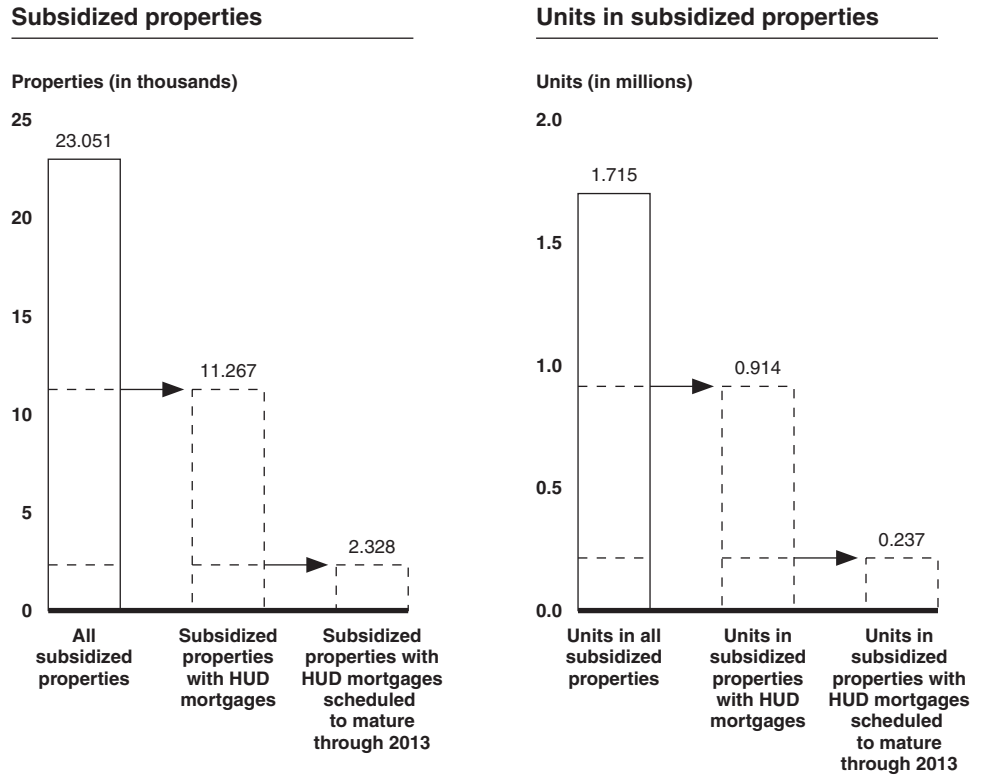 Subsidized properties
Properties (in thousands)
25
23.051
20
15
11.267
10
5
2.328
0
All
subsidized
properties
Subsidized
properties
with HUD
mortgages
Subsidized
properties with
HUD mortgages
scheduled
to mature
through 2013
Units in subsidized properties
Units (in millions)
2.0
1.715
1.5
1.0
0.914
0.5
0.237
0.0
Units in all
subsidized
properties
Units in
subsidized
properties
with HUD
mortgages
Units in
subsidized
properties with
HUD mortgages
scheduled
to mature
through 2013